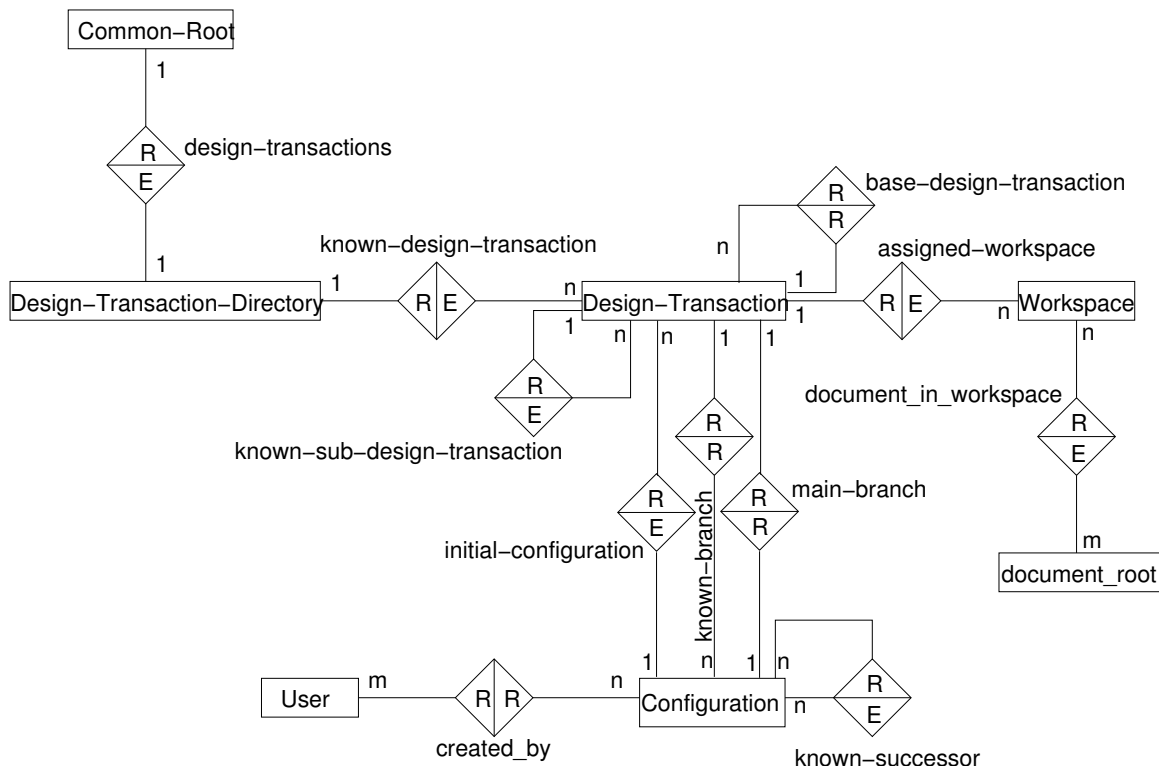 Common−Root
1
R
E
design−transactions
1
Design−Transaction−Directory
1
known−design−transaction
R E
n
Design−Transaction
n
R
R
base−design−transaction
1
1
assigned−workspace
R E
n
Workspace
n
document_in_workspace
R
E
m
document_root
1
n
R
E
known−sub−design−transaction
n
1
1
R
E
initial−configuration
1
R
R
known−branch
n
R
R
main−branch
1
n
n
R
E
known−successor
Configuration
User
m
R R
n
created_by